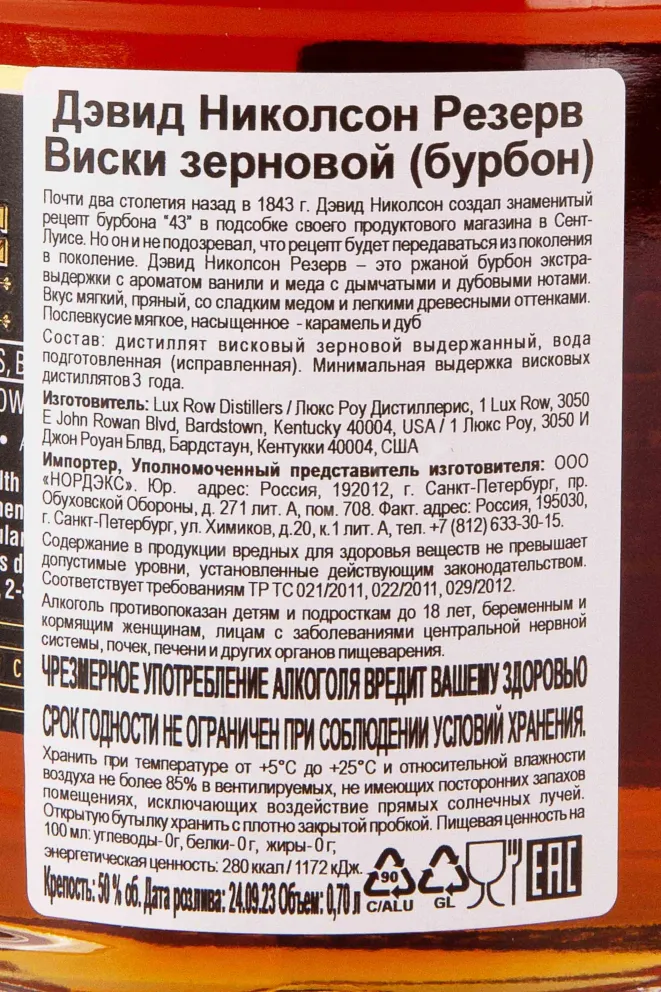 Дэвид Николсон Резерв
Виски зерновой (бурбон)
Почти два столетия назад в 1843 г. Дэвид Николсон создал знаменитый
рецепт бурбона "43" в подсобке своего продуктового магазина в Сент-
Луисе. Но он и не подозревал, что рецепт будет передаваться из поколения
в поколение. Дэвид Николсон Резерв – это ржаной бурбон экстра-
выдержки с ароматом ванили и меда с дымчатыми и дубовыми нотами.
Вкус мягкий, пряный, со сладким медом и легкими древесными оттенками.
Послевкусие мягкое, насыщенное - карамель и дуб
Состав: дистиллят висковый зерновой выдержанный, вода
подготовленная (исправленная). Минимальная выдержка висковых
дистиллятов 3 года.
Изготовитель: Lux Row Distillers / Люкс Роу Дистиллерис, 1 Lux Row, 3050
E John Rowan Blvd, Bardstown, Kentucky 40004, USA / 1 Люкс Роу, 3050 И
Джон Роуан Блвд, Бардстаун, Кентукки 40004, США
Импортер, Уполномоченный представитель изготовителя: ООО
«НОРДЭКС». Юр. адрес: Россия, 192012, г. Санкт-Петербург, пр.
Обуховской Обороны, д. 271 лит. А, пом. 708. Факт. адрес: Россия, 195030,
г. Санкт-Петербург, ул. Химиков, д.20, к.1 лит. А, тел. +7 (812) 633-30-15.
Содержание в продукции вредных для здоровья веществ не превышает
допустимые уровни, установленные действующим законодательством.
Соответствует требованиям ТР ТС 021/2011, 022/2011, 029/2012.
Алкоголь противопоказан детям и подросткам до 18 лет, беременным и
кормящим женщинам, лицам с заболеваниями центральной нервной
системы, почек, печени и других органов пищеварения.
ЧРЕЗМЕРНОЕ УПОТРЕБЛЕНИЕ АЛКОГОЛЯ ВРЕДИТ ВАШЕМУ ЗДОРОВЬЮ
СРОК ГОДНОСТИ НЕ ОГРАНИЧЕН ПРИ СОБЛЮДЕНИИ УСЛОВИЙ ХРАНЕНИЯ.
Хранить при температуре от +5°С до +25°С и относительной влажности
воздуха не более 85% в вентилируемых, не имеющих посторонних запахов
помещениях, исключающих воздействие прямых солнечных лучей.
Открытую бутылку хранить с плотно закрытой пробкой. Пищевая ценность на
100 мл: углеводы- 0г, белки- 0 г, жиры- 0 г;
энергетическая ценность: 280 ккал / 1172 кДж.
Крепость: 50 % об. Дата розлива: 24.09.23 Объем: 0,70 л
90
C/ALU
GL
EAC